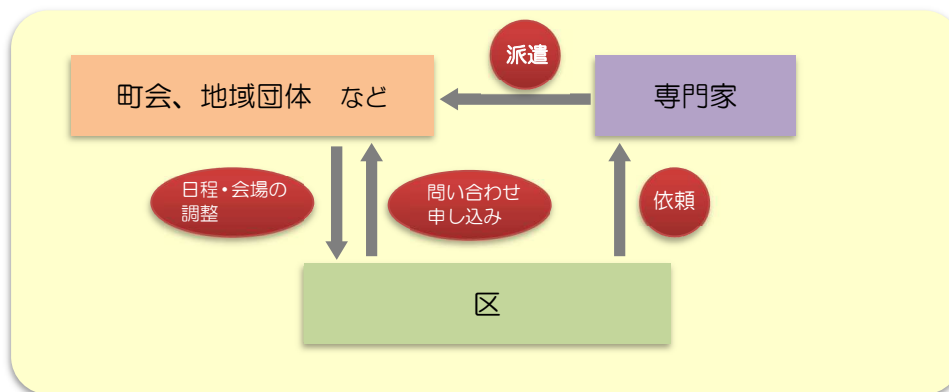 派遣
町会、地域団体　など
専門家
日程・会場の
調整
問い合わせ
申し込み
依頼
区